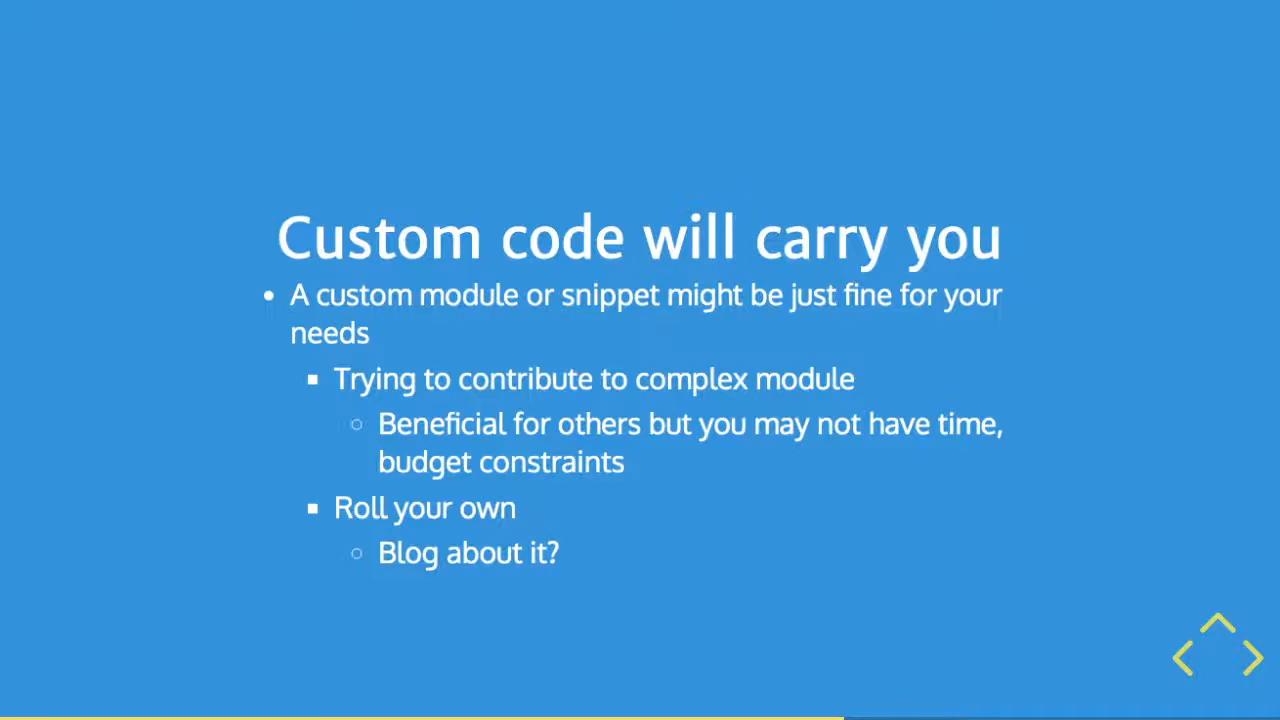 Custom code will carry you
• A custom module or snippet might be just fine for your
needs
▪ Trying to contribute to complex module
○ Beneficial for others but you may not have time,
budget constraints
▪ Roll your own
○ Blog about it?